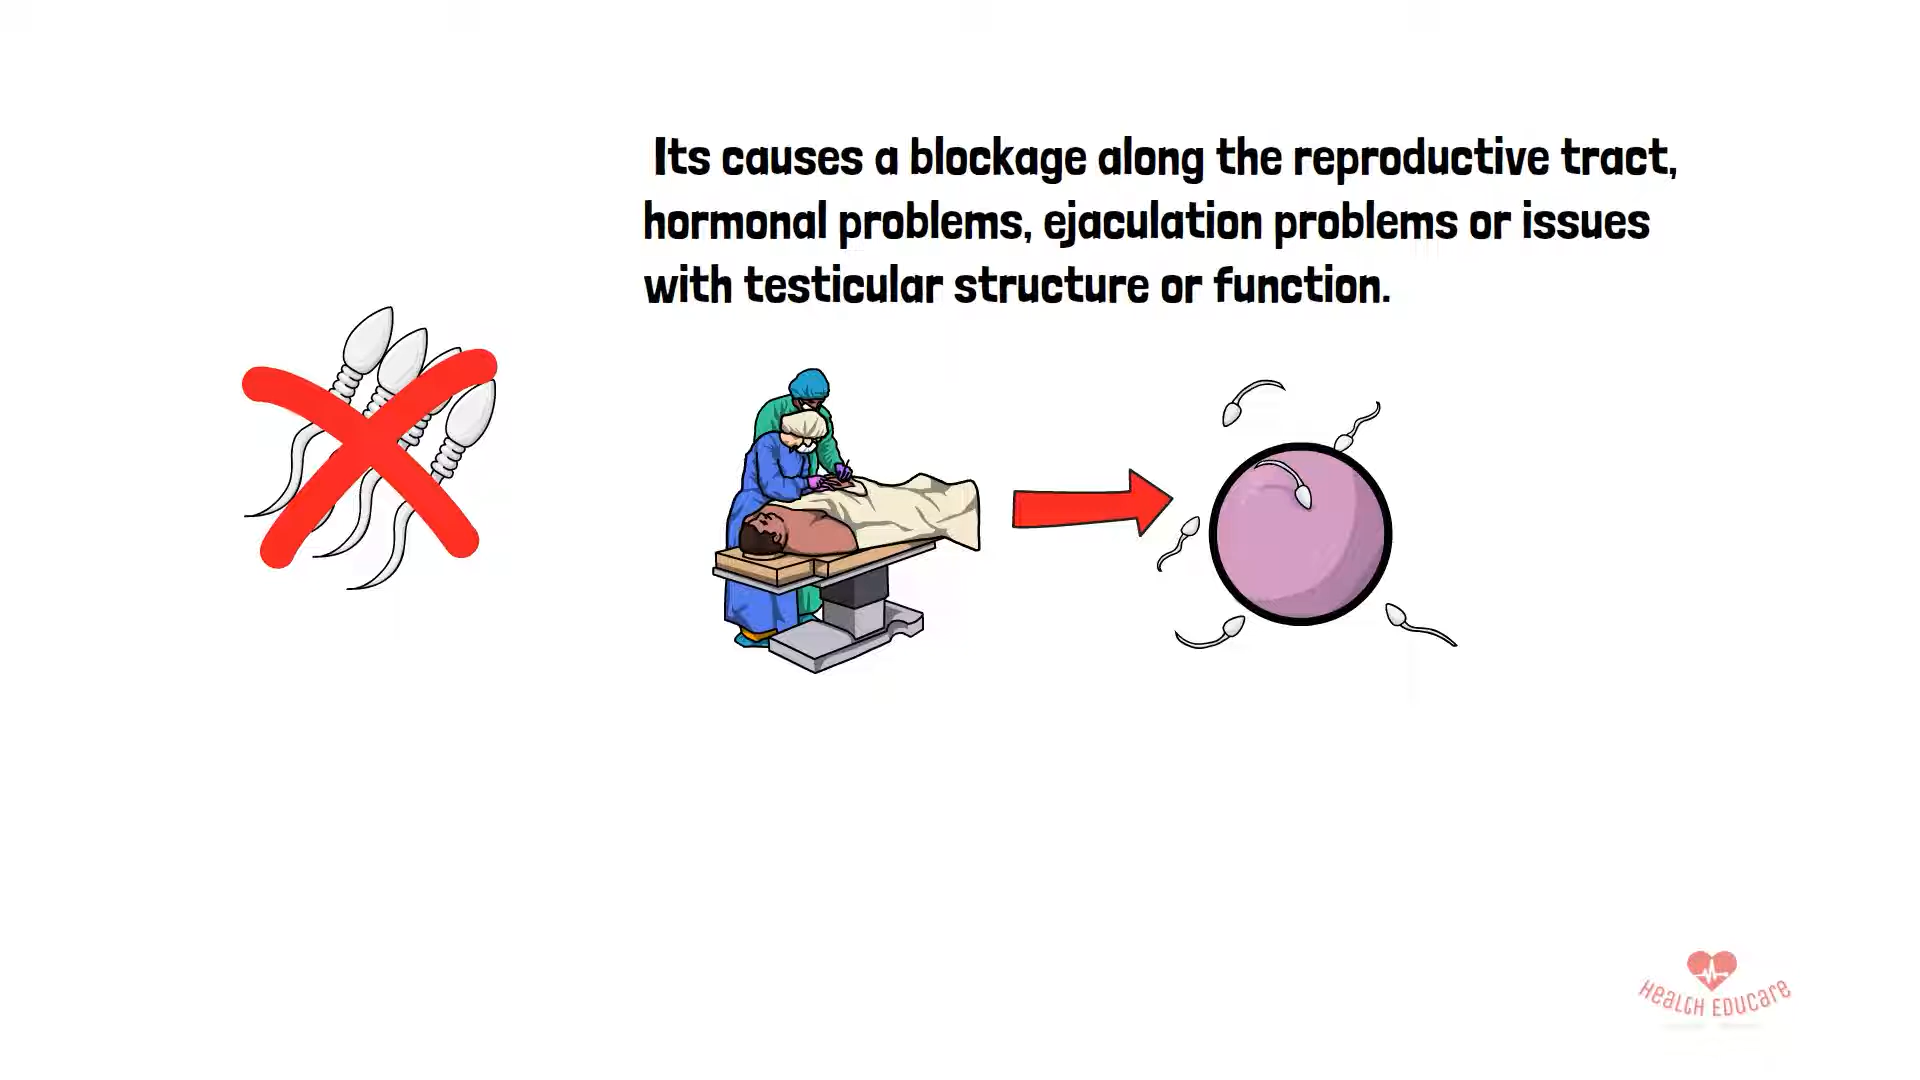 Its causes a blockage along the reproductive tract,
hormonal problems, ejaculation problems or issues
with testicular structure or function.
Health Educare